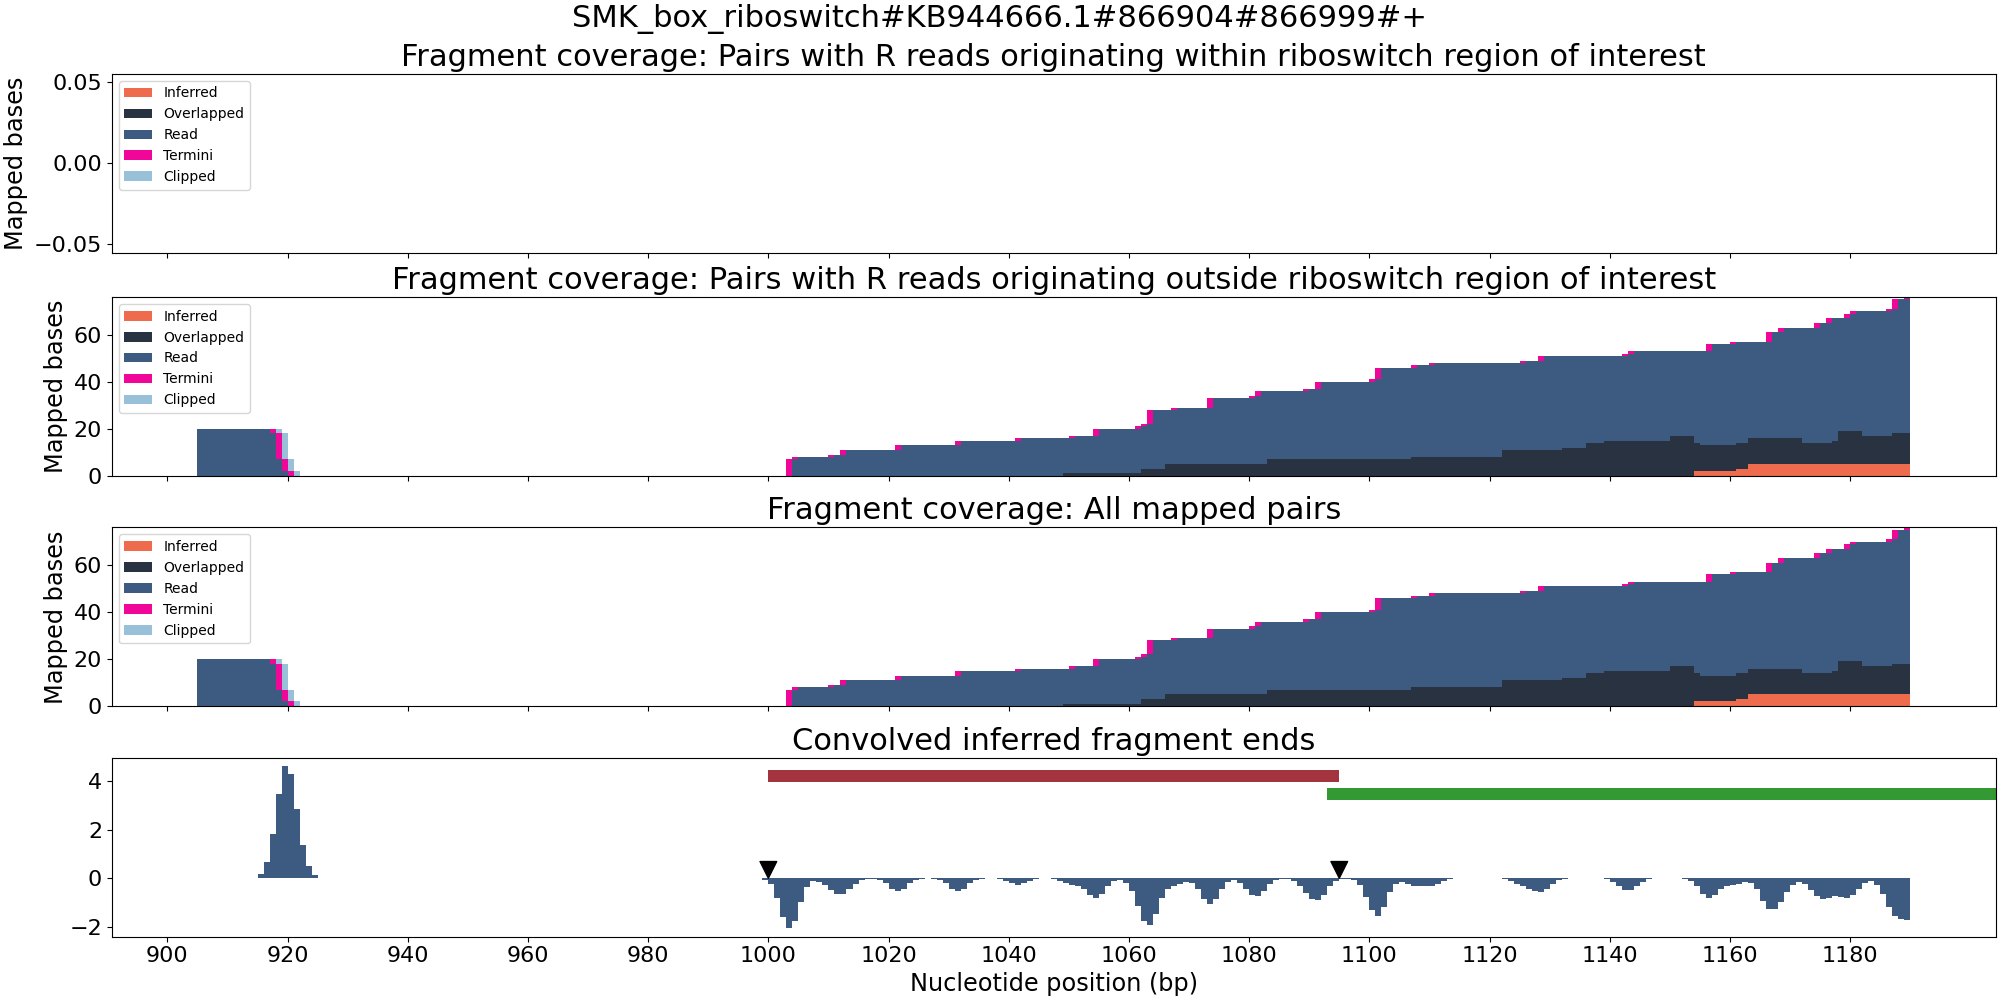 SMK_box_riboswitch#KB944666.1#866904#866999#+
Fragment coverage: Pairs with R reads originating within riboswitch region of interest
Mapped bases
0.05
0.00
−0.05
Inferred
Overlapped
Read
Termini
Clipped
Fragment coverage: Pairs with R reads originating outside riboswitch region of interest
Mapped bases
60
40
20
0
Inferred
Overlapped
Read
Termini
Clipped
Fragment coverage: All mapped pairs
Mapped bases
60
40
20
0
Inferred
Overlapped
Read
Termini
Clipped
Convolved inferred fragment ends
4
2
0
−2
900 920 940 960 980 1000 1020 1040 1060 1080 1100 1120 1140 1160 1180
Nucleotide position (bp)